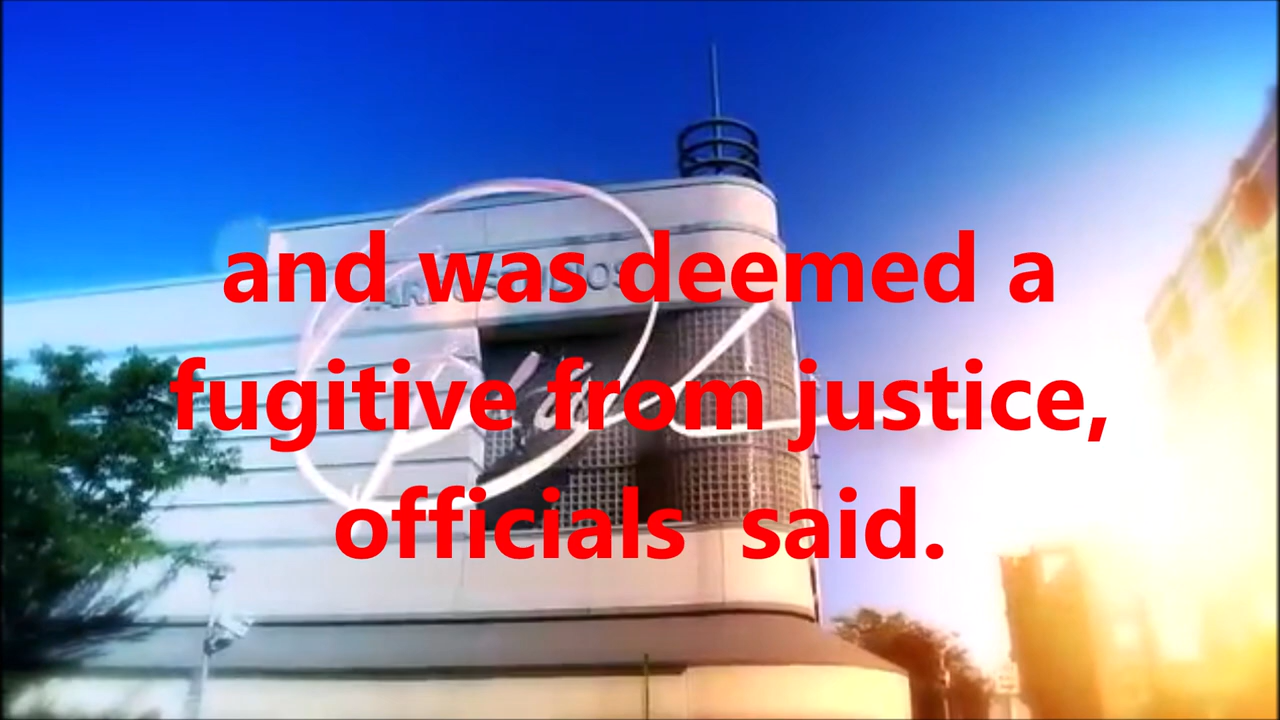 and was deemed a
fugitive from justice,
officials said.